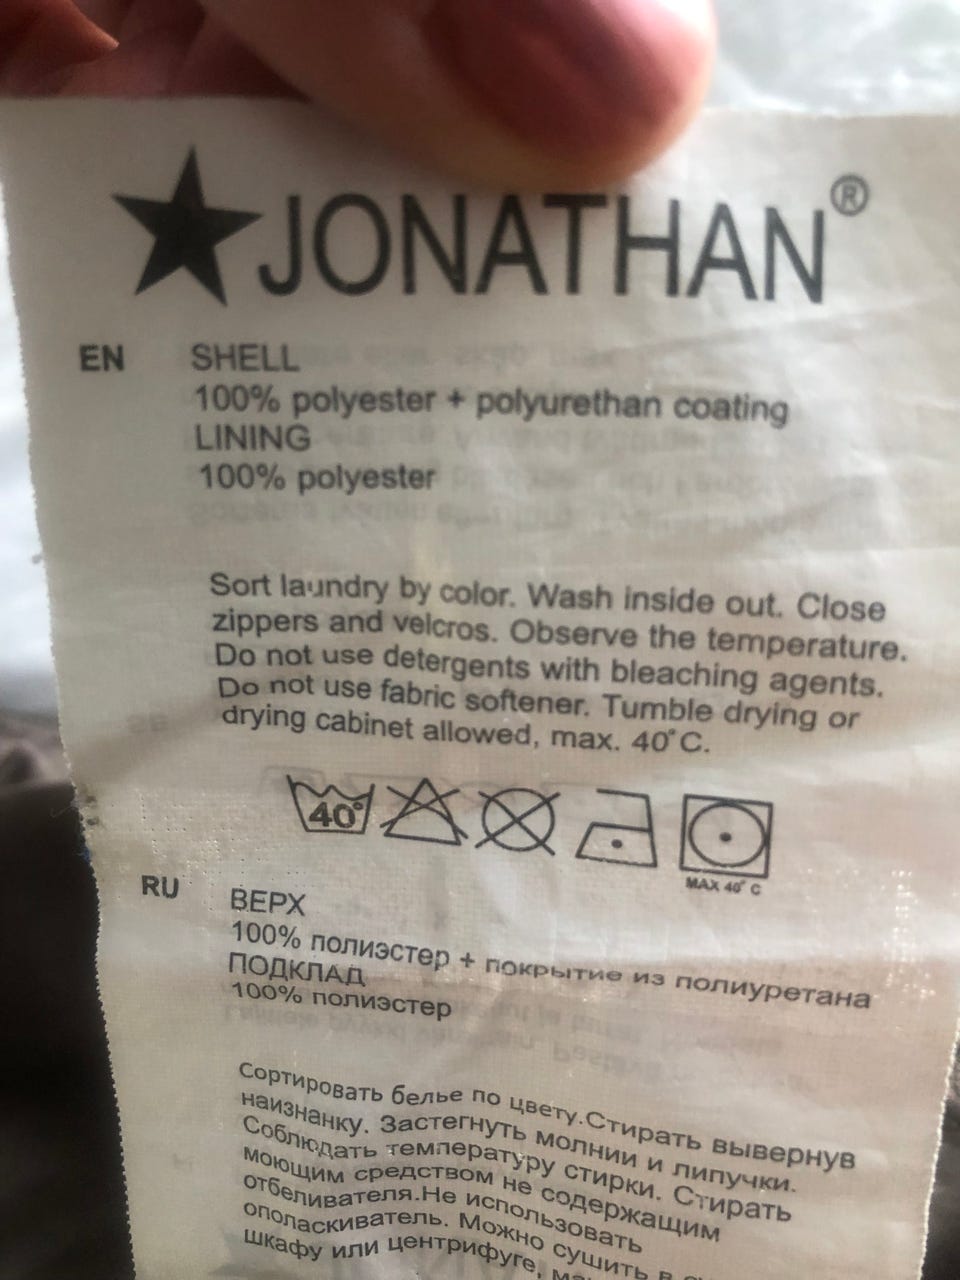 ★JONATHAN®
EN SHELL
100% polyester + polyurethan coating
LINING
100% polyester
Sort laundry by color. Wash inside out. Close
zippers and velcros. Observe the temperature.
Do not use detergents with bleaching agents.
Do not use fabric softener. Tumble drying or
drying cabinet allowed, max. 40°C.
40°
MAX 40° C
RU ВЕРХ
100% полиэстер + покрытие из полиуретана
ПОДКЛАД
100% полиэстер
Сортировать белье по цвету.Стирать вывернув
наизнанку. Застегнуть молнии и липучки.
Соблюдать температуру стирки. Стирать
моющим средством не содержащим
отбеливателя.Не использовать
ополаскиватель. Можно сушить в
шкафу или центрифуге,